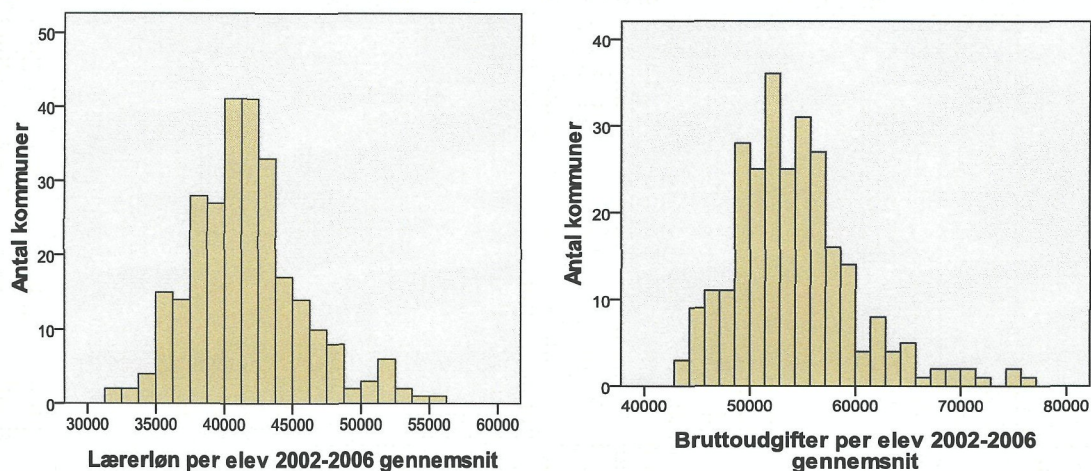 50
40
30
20
10
0
Antal kommuner
30000 35000 40000 45000 50000 55000 60000
Lærerløn per elev 2002-2006 gennemsnit
40
30
20
10
0
Antal kommuner
40000 50000 60000 70000 80000
Bruttoudgifter per elev 2002-2006
gennemsnit